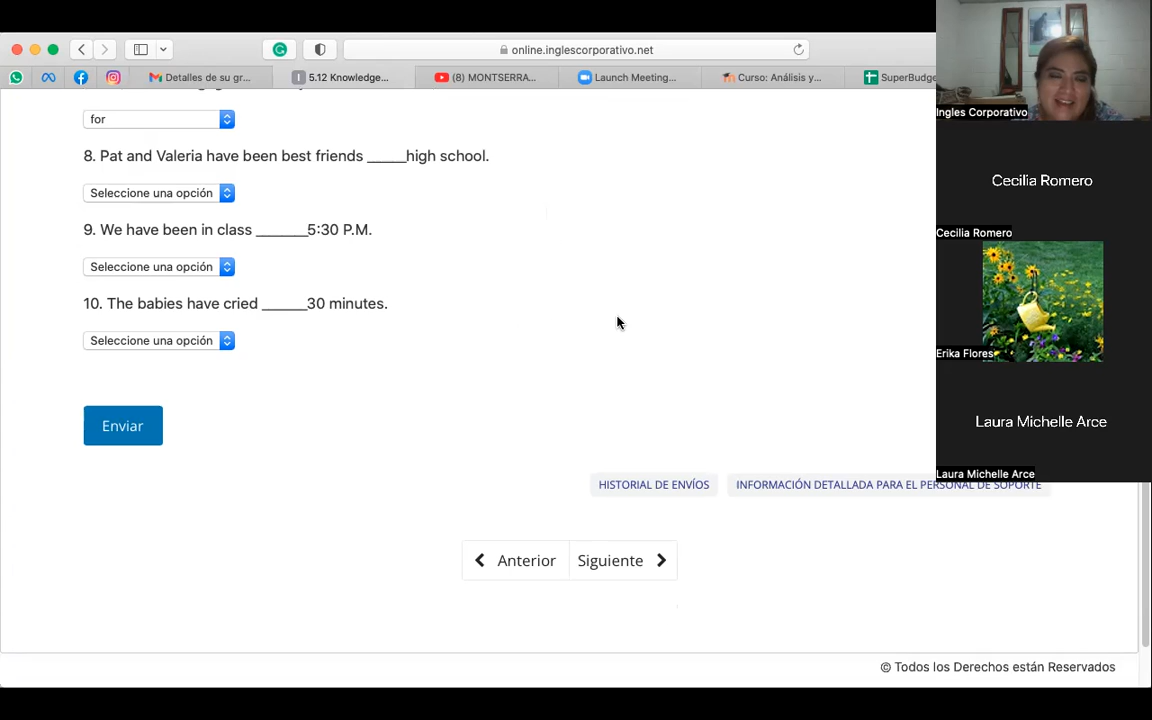 online.inglescorporativo.net
Detalles de su gr...
5.12 Knowledge...
(8) MONTSERRA...
Launch Meeting...
Curso: Análisis y...
SuperBudge
Ingles Corporativo
for
8. Pat and Valeria have been best friends _____high school.
Seleccione una opción
9. We have been in class _______5:30 P.M.
Seleccione una opción
10. The babies have cried ______30 minutes.
Seleccione una opción
Enviar
HISTORIAL DE ENVÍOS
INFORMACIÓN DETALLADA PARA EL PERSONAL DE SOPORTE
Anterior
Siguiente
© Todos los Derechos están Reservados
Cecilia Romero
Cecilia Romero
Erika Flores
Laura Michelle Arce
Laura Michelle Arce